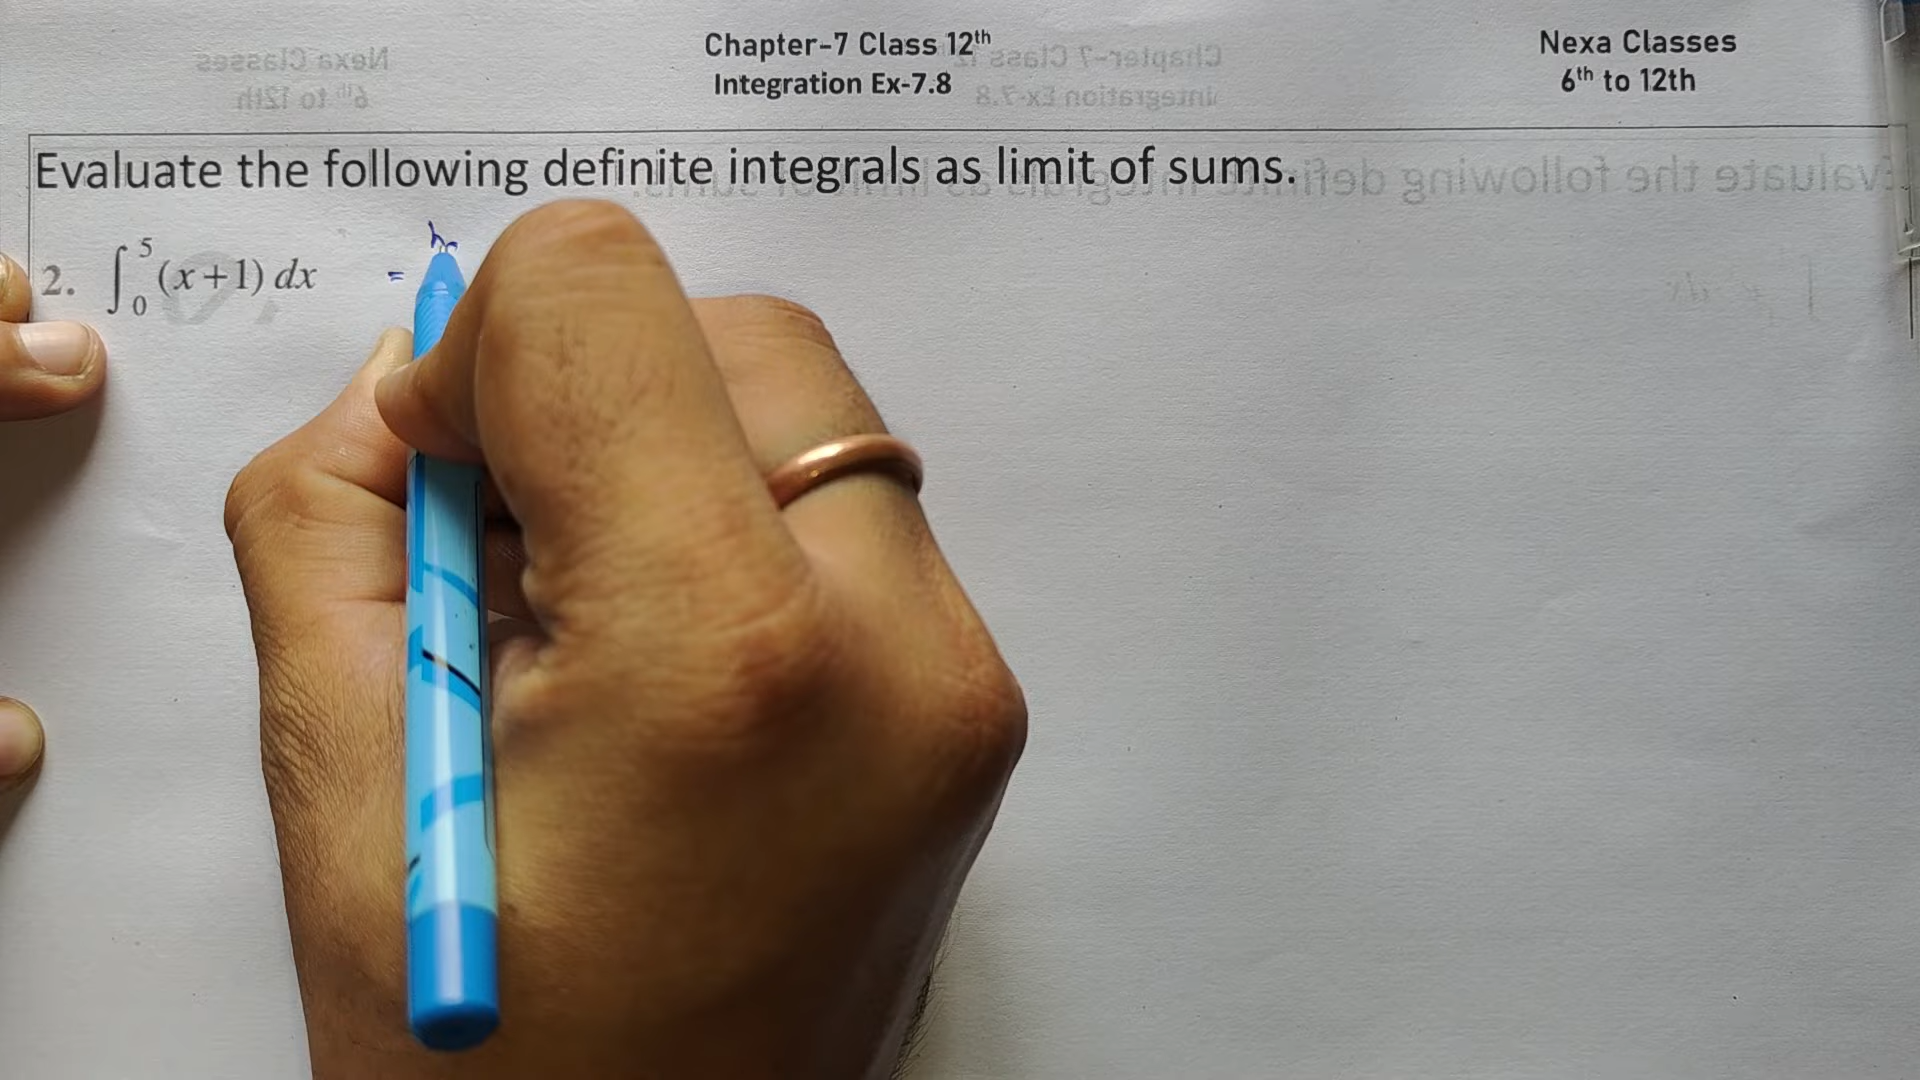 Chapter-7 Class 12th
Integration Ex-7.8
Nexa Classes
6th to 12th
Evaluate the following definite integrals as limit of sums.
2. ∫₀⁵ (x+1) dx =